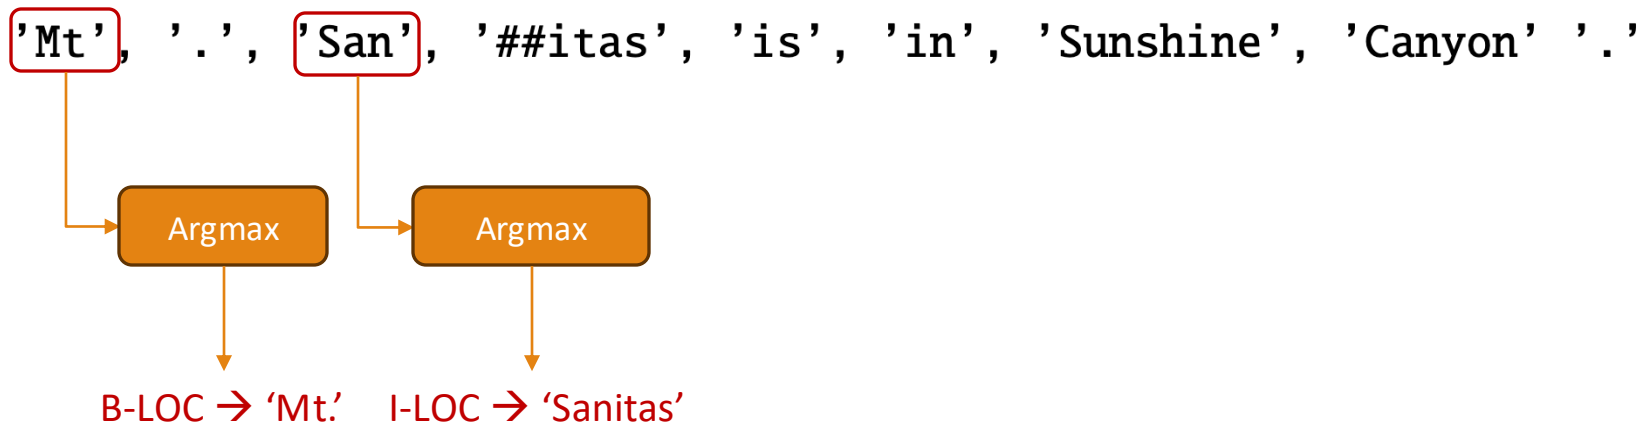 'Mt', '.', 'San', '##itas', 'is', 'in', 'Sunshine', 'Canyon' '.'
Argmax Argmax
B-LOC → ‘Mt.’ I-LOC → ‘Sanitas’